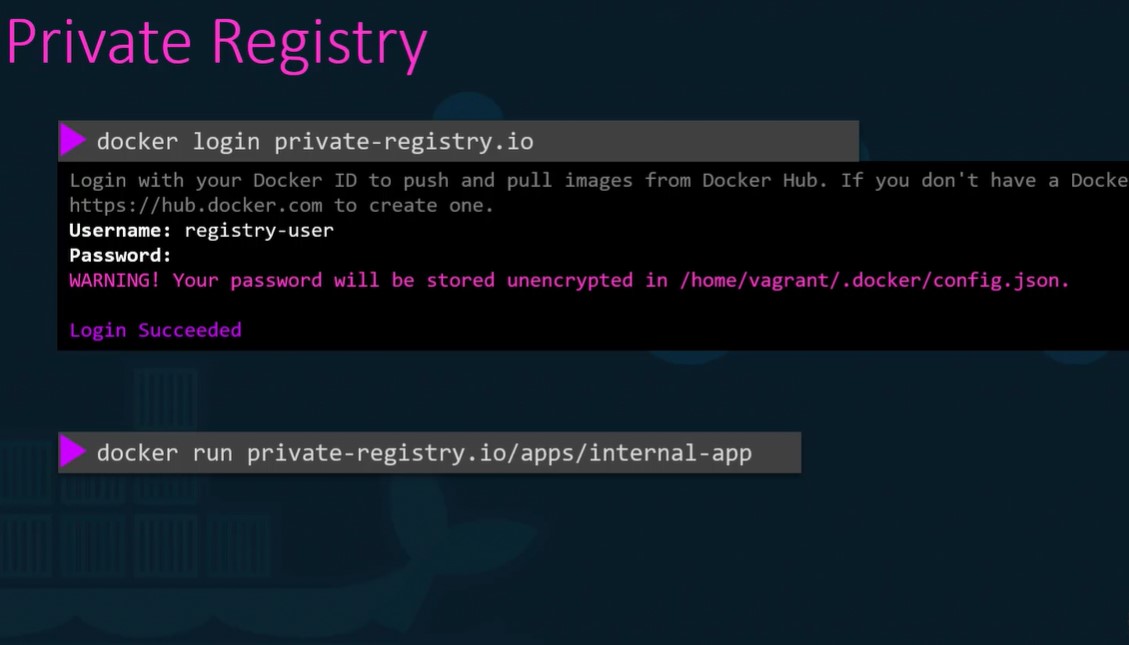 Private Registry
docker login private-registry.io
Login with your Docker ID to push and pull images from Docker Hub. If you don't have a Docke
https://hub.docker.com to create one.
Username: registry-user
Password:
WARNING! Your password will be stored unencrypted in /home/vagrant/.docker/config.json.
Login Succeeded
docker run private-registry.io/apps/internal-app